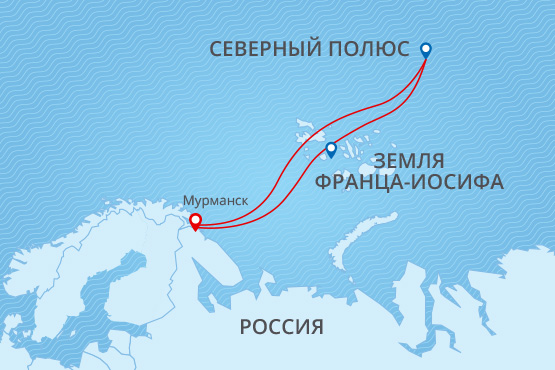 СЕВЕРНЫЙ ПОЛЮС
ЗЕМЛЯ
ФРАНЦА-ИОСИФА
Мурманск
РОССИЯ